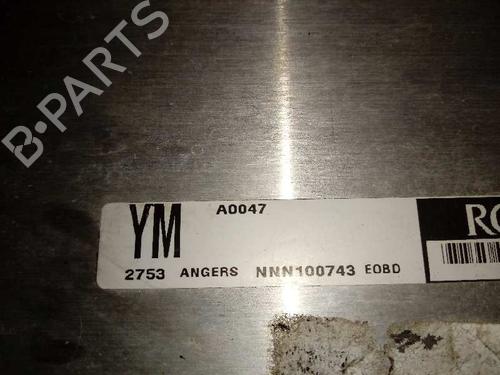 B-PARTS
YM A0047 RO
2753 ANGERS NNN100743 EOBD